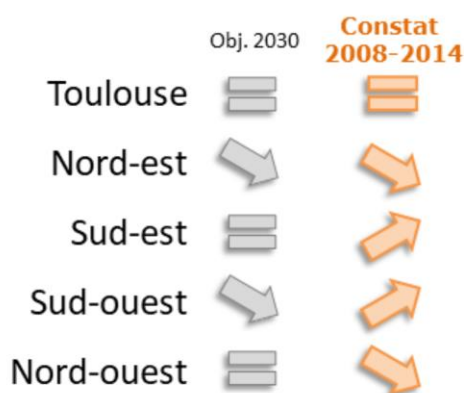 Obj. 2030
Constat
2008-2014
Toulouse
Nord-est
Sud-est
Sud-ouest
Nord-ouest